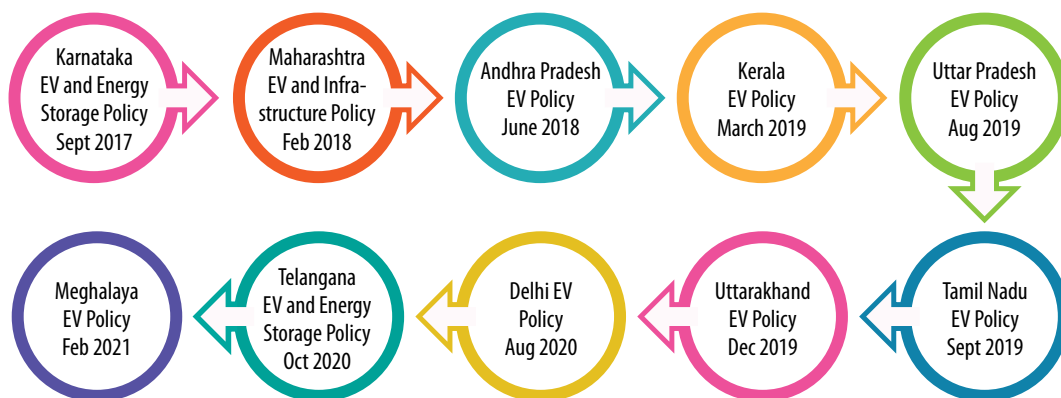 Karnataka
EV and Energy
Storage Policy
Sept 2017
Maharashtra
EV and Infra-
structure Policy
Feb 2018
Andhra Pradesh
EV Policy
June 2018
Kerala
EV Policy
March 2019
Uttar Pradesh
EV Policy
Aug 2019
Tamil Nadu
EV Policy
Sept 2019
Uttarakhand
EV Policy
Dec 2019
Delhi EV
Policy
Aug 2020
Telangana
EV and Energy
Storage Policy
Oct 2020
Meghalaya
EV Policy
Feb 2021